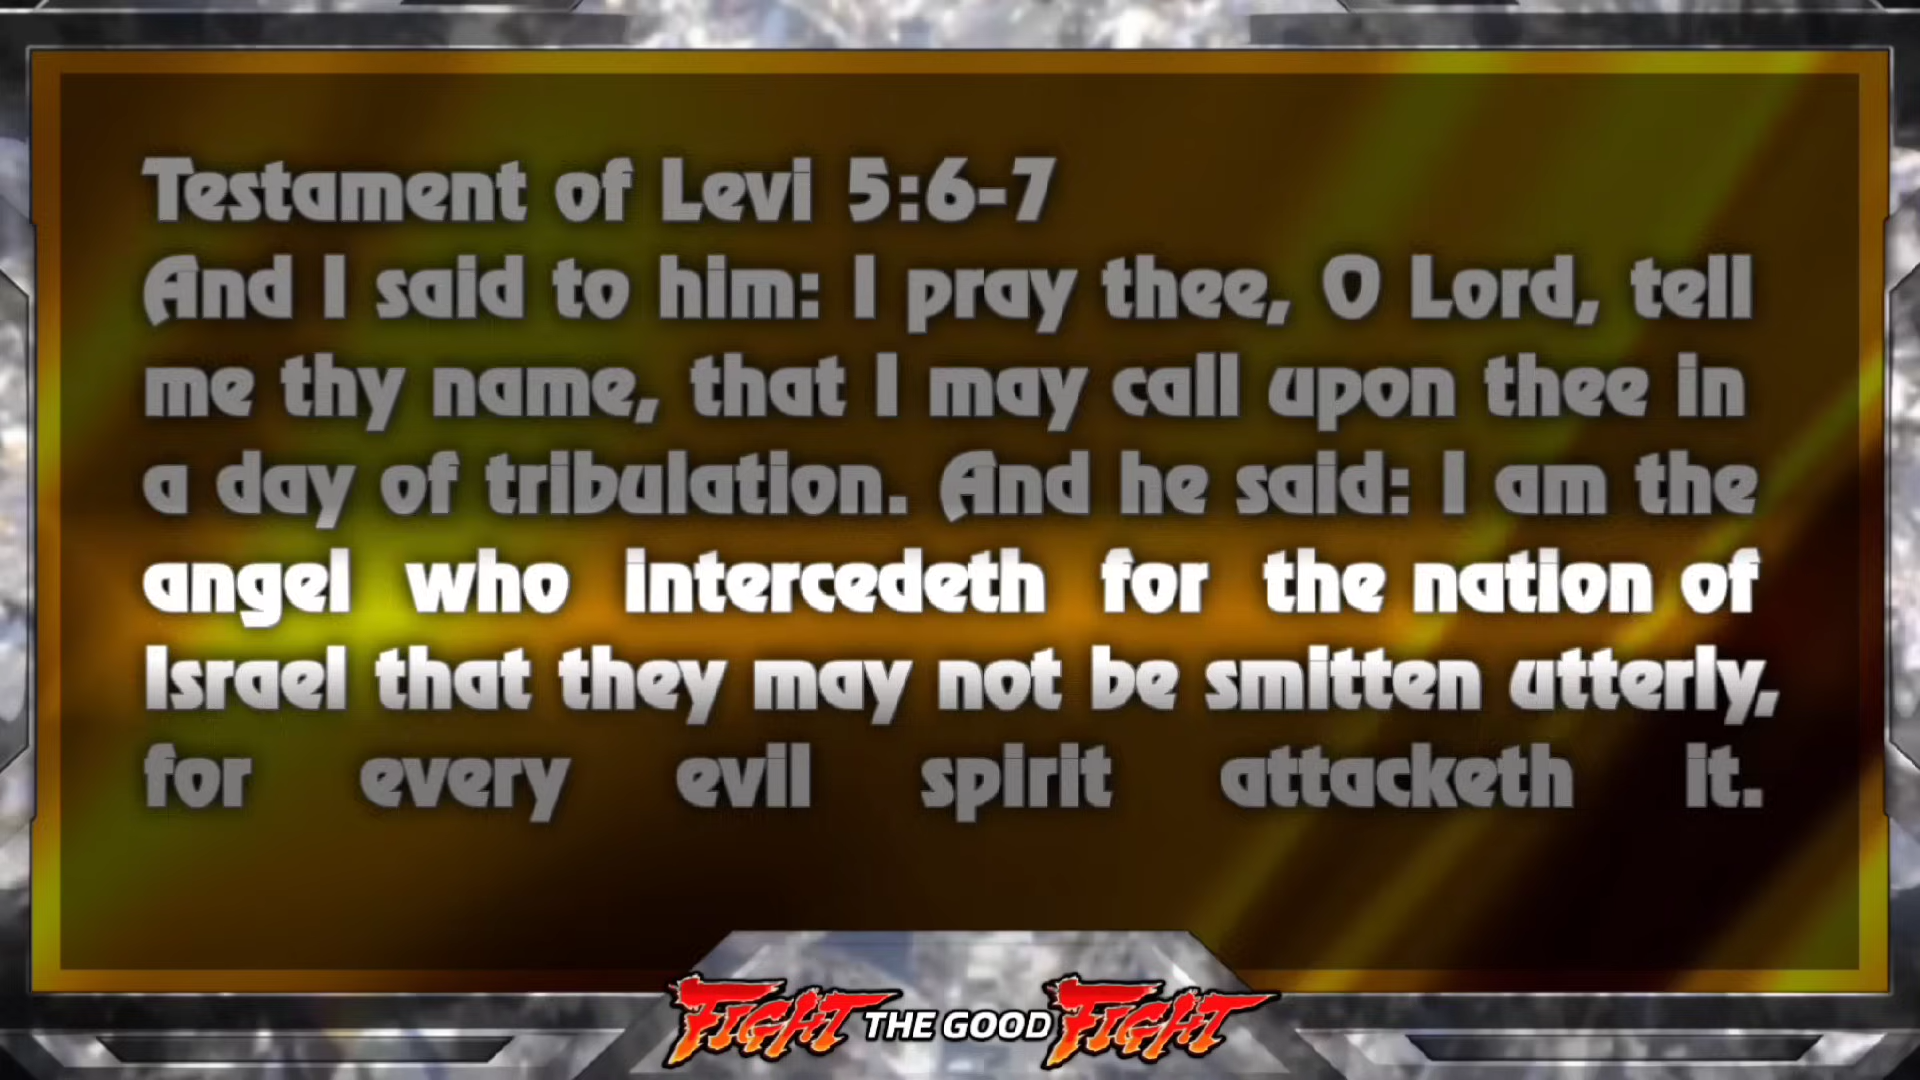 Testament of Levi 5:6-7
And I said to him: I pray thee, O Lord, tell
me thy name, that I may call upon thee in
a day of tribulation. And he said: I am the
angel who intercedeth for the nation of
Israel that they may not be smitten utterly,
for every evil spirit attacketh it.
FIGHT THE GOOD FIGHT